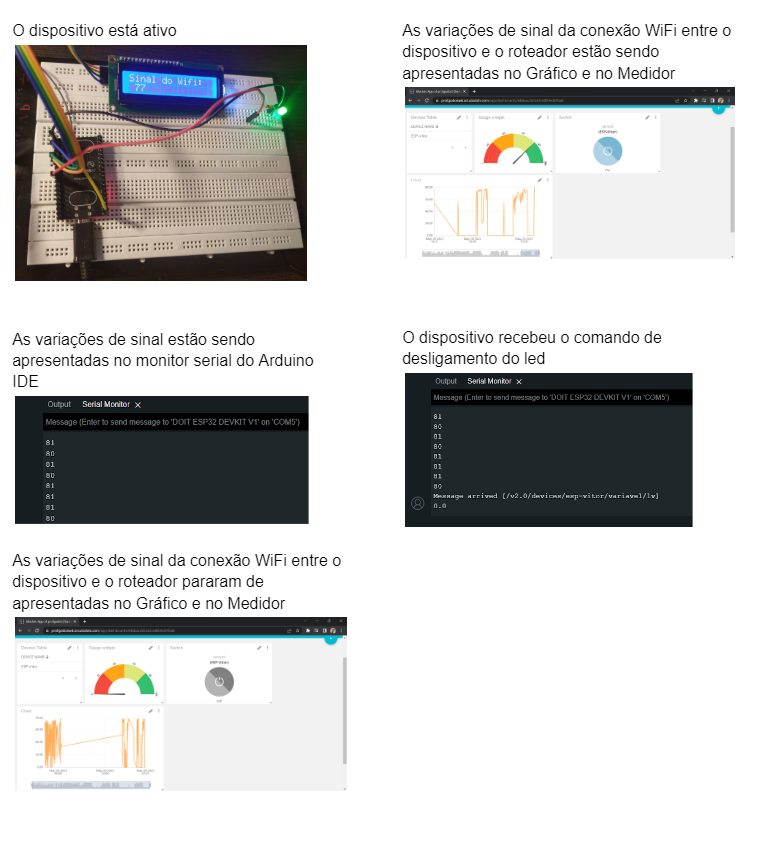 O dispositivo está ativo
Sinal do Wifi:
77
As variações de sinal da conexão WiFi entre o
dispositivo e o roteador estão sendo
apresentadas no Gráfico e no Medidor
Devices Table
Gauge widget
Switch
DEVICE NAME
As variações de sinal estão sendo
apresentadas no monitor serial do Arduino
IDE
Output Serial Monitor ×
Message (Enter to send message to 'DOIT ESP32 DEVKIT V1' on 'COM5')
81
80
81
80
81
81
81
80
O dispositivo recebeu o comando de
desligamento do led
Output Serial Monitor ×
Message (Enter to send message to 'DOIT ESP32 DEVKIT V1' on 'COM5')
81
80
81
80
81
81
81
80
Message arrived [/v2.0/devices/esp-vitor/variavel/lv]
0.0
As variações de sinal da conexão WiFi entre o
dispositivo e o roteador pararam de
apresentadas no Gráfico e no Medidor
Devices Table
Gauge widget
Switch
DEVICE NAME